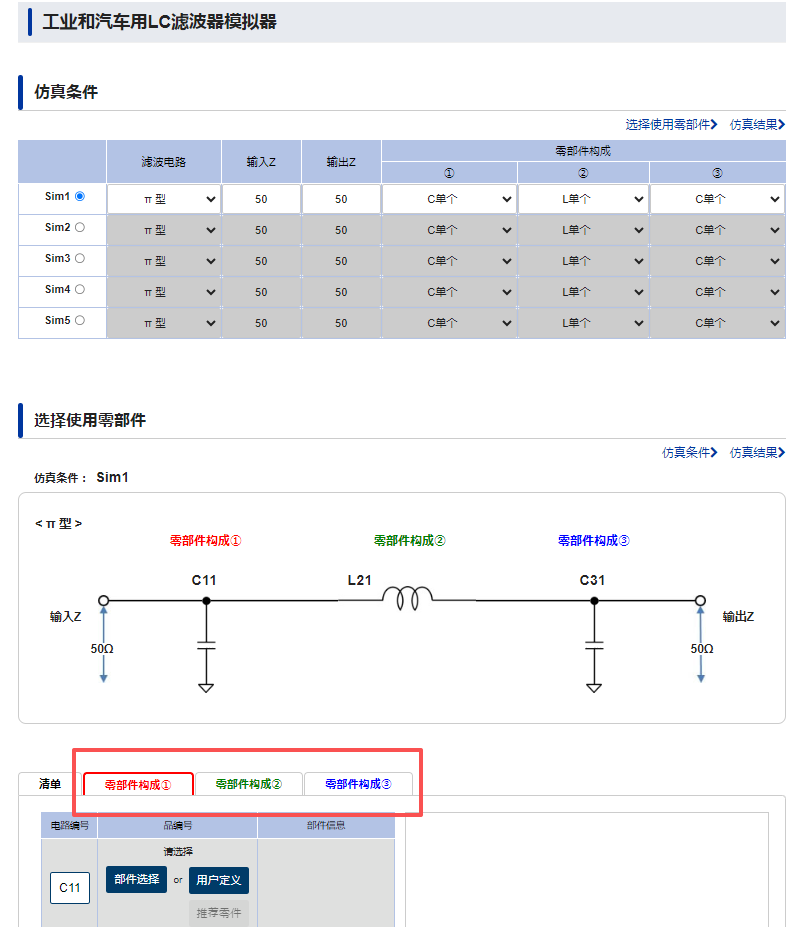 工业和汽车用LC滤波器模拟器
仿真条件
选择使用零部件 仿真结果
滤波电路 输入Z 输出Z 零部件构成
① ② ③
Sim1 π 型 50 50 C单个 L单个 C单个
Sim2 π 型 50 50 C单个 L单个 C单个
Sim3 π 型 50 50 C单个 L单个 C单个
Sim4 π 型 50 50 C单个 L单个 C单个
Sim5 π 型 50 50 C单个 L单个 C单个
选择使用零部件
仿真条件 仿真结果
仿真条件： Sim1
< π 型 >
零部件构成① 零部件构成② 零部件构成③
C11 L21 C31
输入Z 输出Z
50Ω 50Ω
清单 零部件构成① 零部件构成② 零部件构成③
电路编号 品编号 部件信息
请选择
C11 部件选择 or 用户定义
推荐零件